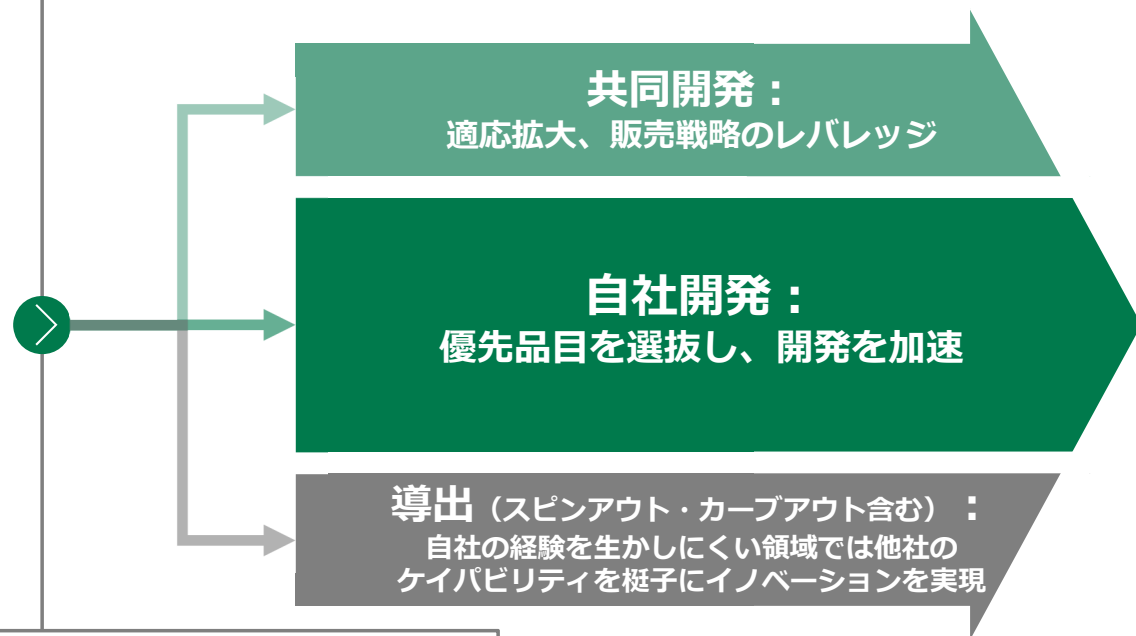 共同開発：
適応拡大、販売戦略のレバレッジ
自社開発：
優先品目を選抜し、開発を加速
導出（スピンアウト・カーブアウト含む）：
自社の経験を生かしにくい領域では他社の
ケイパビリティを梃子にイノベーションを実現